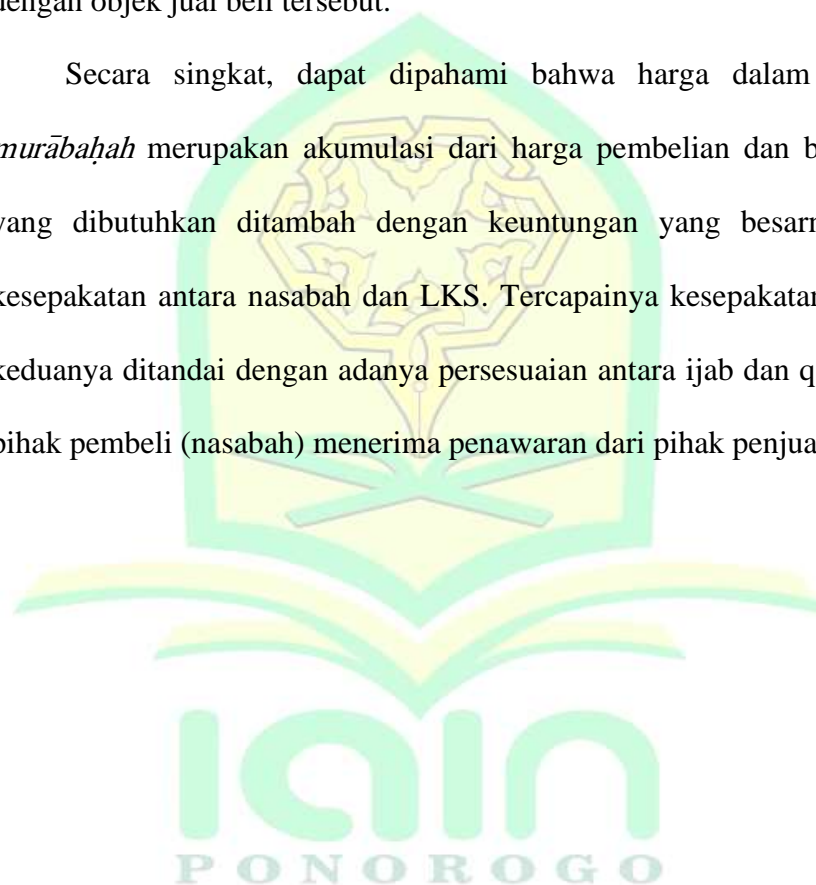 dengan objek jual beli tersebut.
Secara singkat, dapat dipahami bahwa harga dalam
murābaḥah merupakan akumulasi dari harga pembelian dan b
yang dibutuhkan ditambah dengan keuntungan yang besarn
kesepakatan antara nasabah dan LKS. Tercapainya kesepakatan
keduanya ditandai dengan adanya persesuaian antara ijab dan q
pihak pembeli (nasabah) menerima penawaran dari pihak penjua
iain
PONOROGO